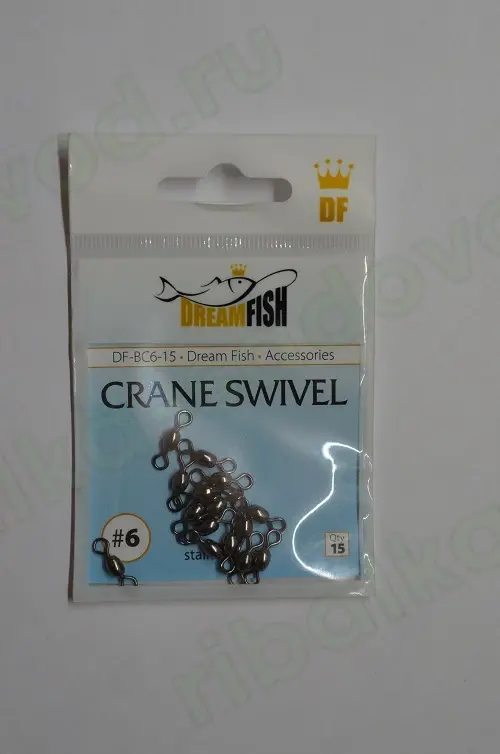 DF
DREAMFISH
DF-BC6-15 • Dream Fish • Accessories
CRANE SWIVEL
#6
Qty
15